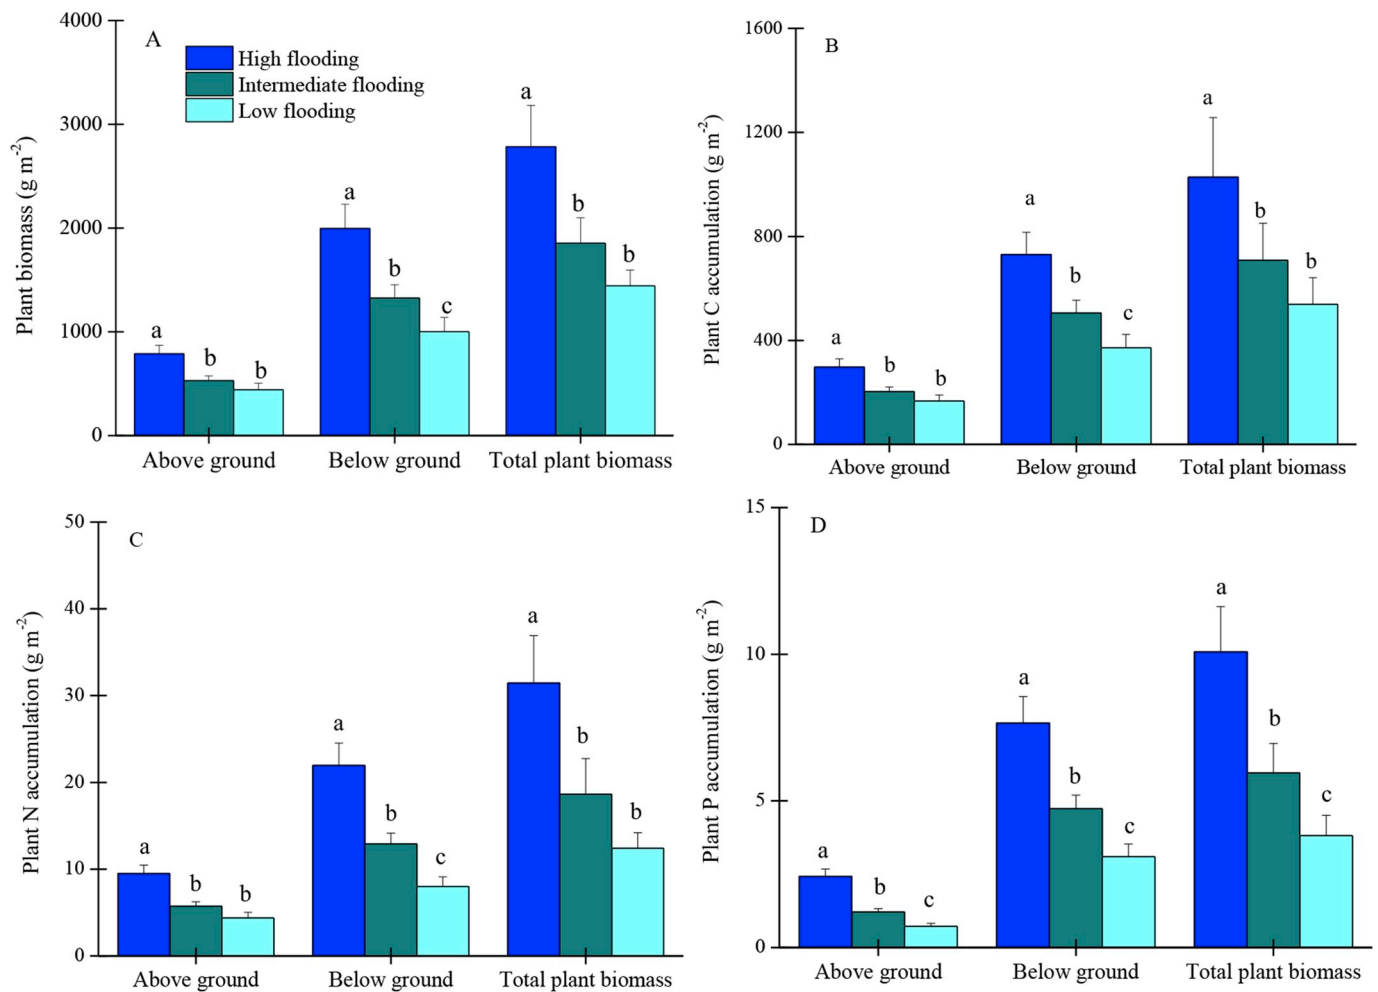 A
High flooding
Intermediate flooding
Low flooding
Plant biomass (g m-2)
4000
3000
2000
1000
0
a
b
b
a
b
c
a
b
b
Above ground
Below ground
Total plant biomass
B
Plant C accumulation (g m-2)
1600
1200
800
400
0
a
b
b
a
b
c
a
b
b
Above ground
Below ground
Total plant biomass
C
Plant N accumulation (g m-2)
50
40
30
20
10
0
a
b
b
a
b
c
a
b
b
Above ground
Below ground
Total plant biomass
D
Plant P accumulation (g m-2)
15
10
5
0
a
b
c
a
b
c
a
b
c
Above ground
Below ground
Total plant biomass